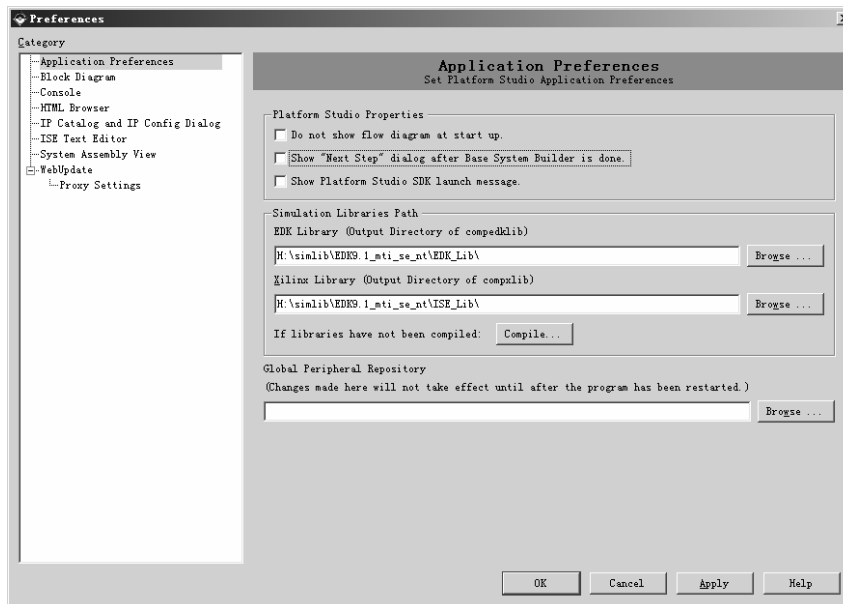 Preferences
Category
Application Preferences
Block Diagram
Console
HTML Browser
IP Catalog and IP Config Dialog
ISE Text Editor
System Assembly View
WebUpdate
Proxy Settings
Application Preferences
Set Platform Studio Application Preferences
Platform Studio Properties
Do not show flow diagram at start up.
Show "Next Step" dialog after Base System Builder is done.
Show Platform Studio SDK launch message.
Simulation Libraries Path
EDK Library (Output Directory of compedklib)
H:\simlib\EDK9.1_mti_se_nt\EDK_Lib\
Browse ...
Xilinx Library (Output Directory of compxlib)
H:\simlib\EDK9.1_mti_se_nt\ISE_Lib\
Browse ...
If libraries have not been compiled:
Compile...
Global Peripheral Repository
(Changes made here will not take effect until after the program has been restarted.)
Browse ...
OK
Cancel
Apply
Help